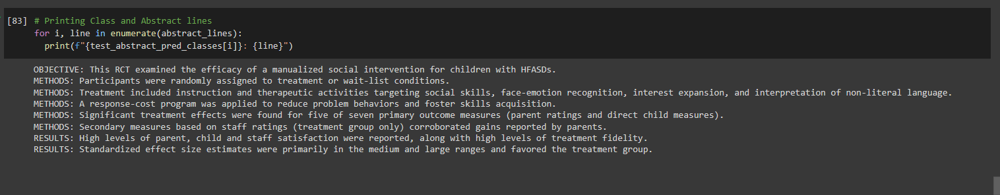 [83] # Printing Class and Abstract lines
for i, line in enumerate(abstract_lines):
print(f"{test_abstract_pred_classes[i]}: {line}")
OBJECTIVE: This RCT examined the efficacy of a manualized social intervention for children with HFASDs.
METHODS: Participants were randomly assigned to treatment or wait-list conditions.
METHODS: Treatment included instruction and therapeutic activities targeting social skills, face-emotion recognition, interest expansion, and interpretation of non-literal language.
METHODS: A response-cost program was applied to reduce problem behaviors and foster skills acquisition.
METHODS: Significant treatment effects were found for five of seven primary outcome measures (parent ratings and direct child measures).
METHODS: Secondary measures based on staff ratings (treatment group only) corroborated gains reported by parents.
RESULTS: High levels of parent, child and staff satisfaction were reported, along with high levels of treatment fidelity.
RESULTS: Standardized effect size estimates were primarily in the medium and large ranges and favored the treatment group.